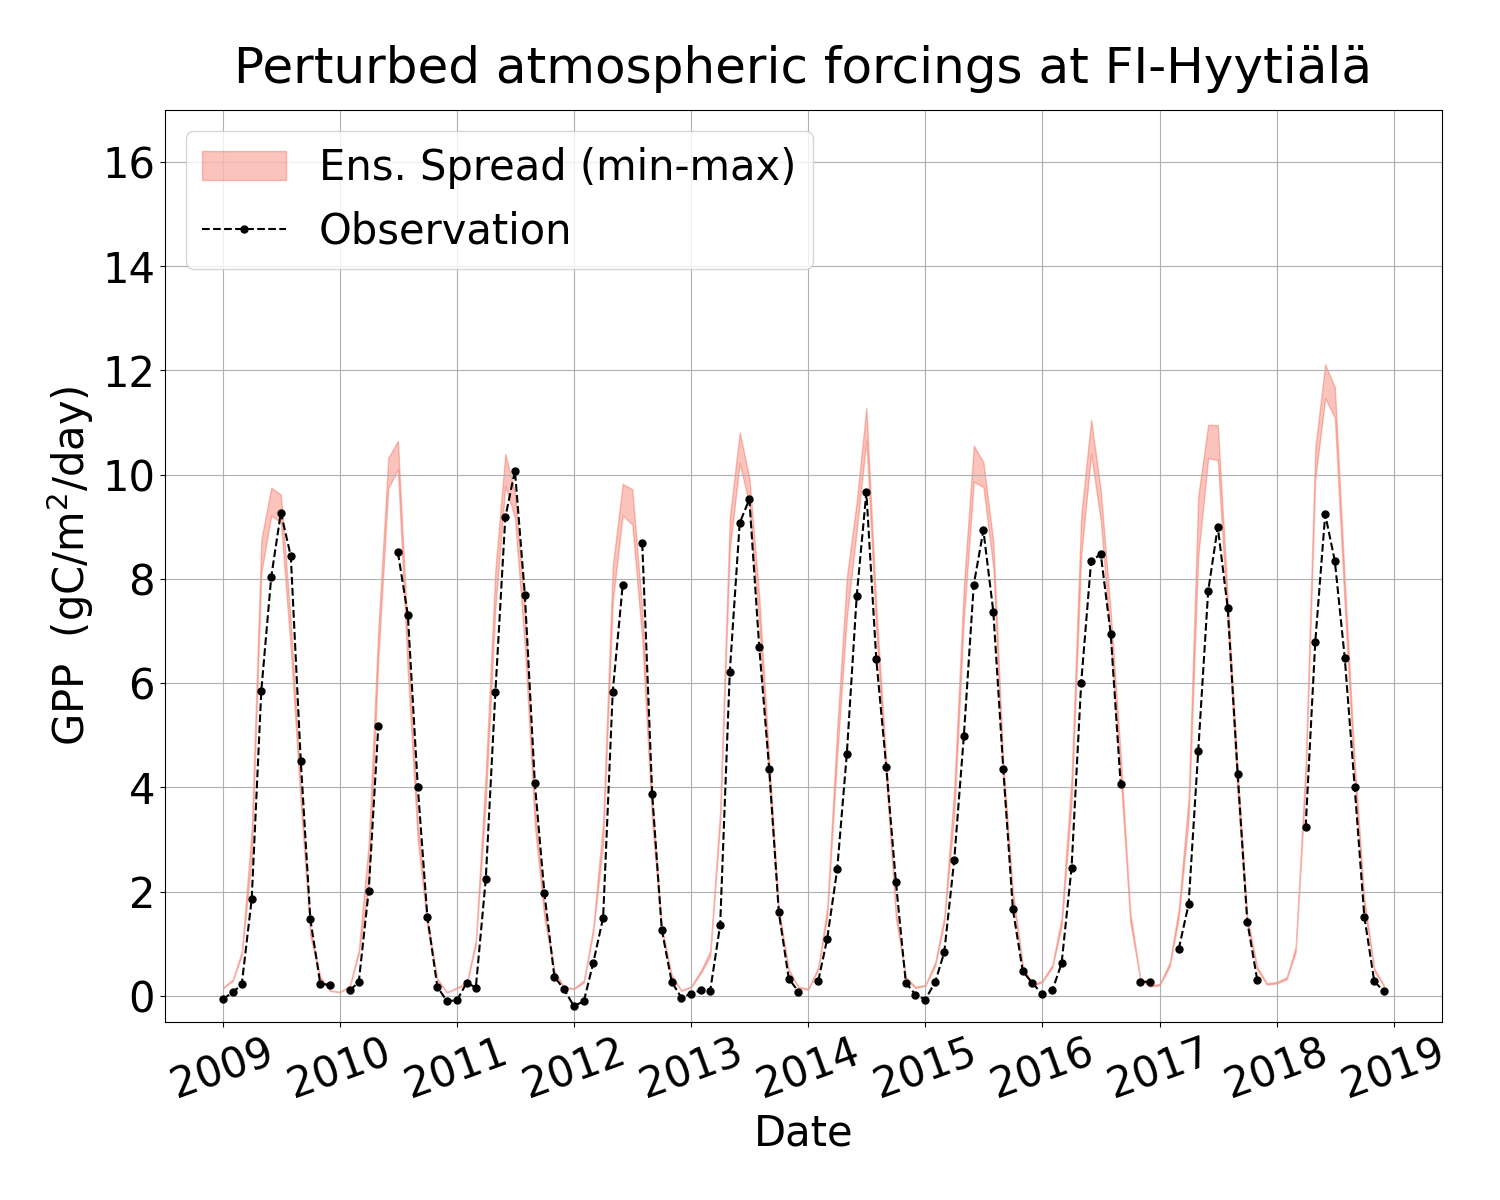 Perturbed atmospheric forcings at FI-Hyytiälä
Ens. Spread (min-max)
Observation
GPP (gC/m²/day)
16
14
12
10
8
6
4
2
0
2009 2010 2011 2012 2013 2014 2015 2016 2017 2018 2019
Date